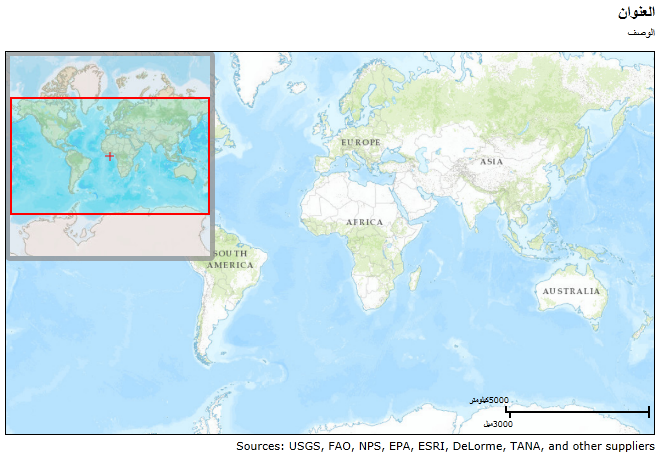 العنوان
الوصف
EUROPE
ASIA
AFRICA
SOUTH
AMERICA
AUSTRALIA
5000كيلومتر
3000ميل
Sources: USGS, FAO, NPS, EPA, ESRI, DeLorme, TANA, and other suppliers